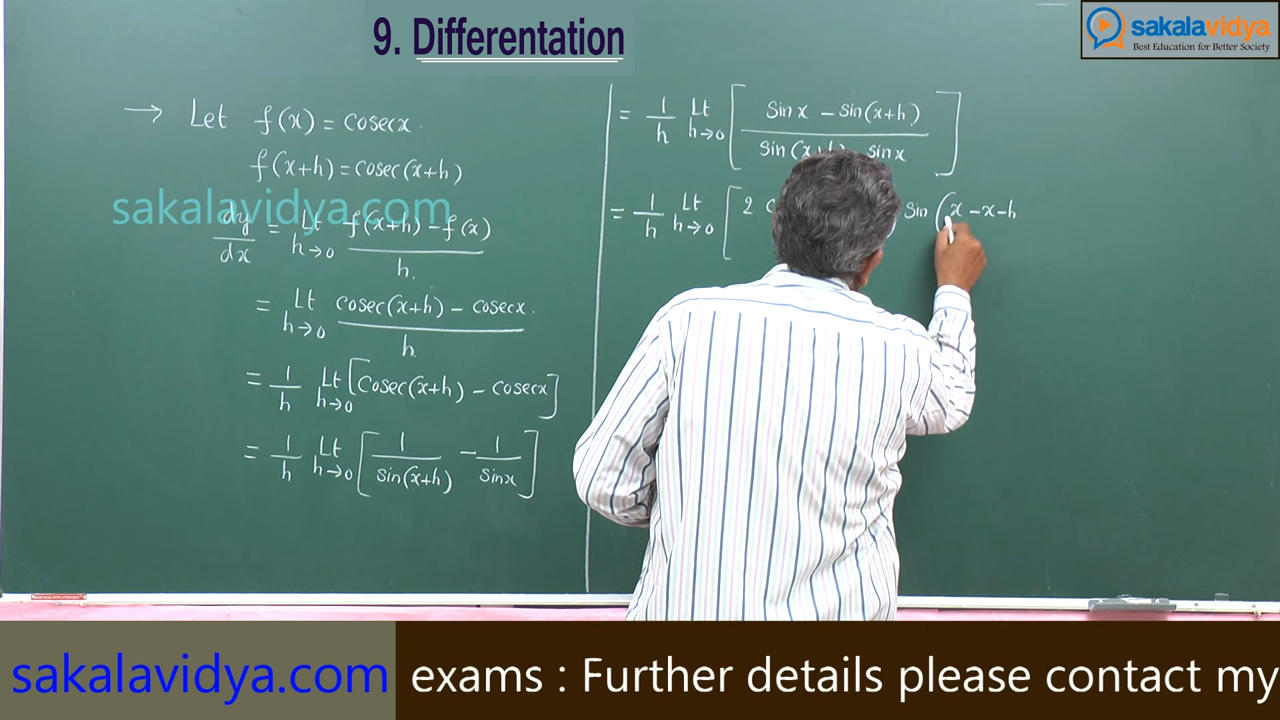 9. Differentation
sakalavidya
Best Education for Better Society
→ Let f(x) = cosecx.
f(x+h) = cosec(x+h)
sakalavidya.com
dy/dx = Lt h→0 f(x+h) - f(x) / h.
= Lt h→0 cosec(x+h) - cosecx. / h.
= 1/h Lt h→0 [cosec(x+h) - cosecx]
= 1/h Lt h→0 [1/sin(x+h) - 1/sinx]
= 1/h Lt h→0 [Sinx - sin(x+h) / Sin(x+h) sinx]
= 1/h Lt h→0 [2 ) Sin (x - x - h
sakalavidya.com
exams : Further details please contact my